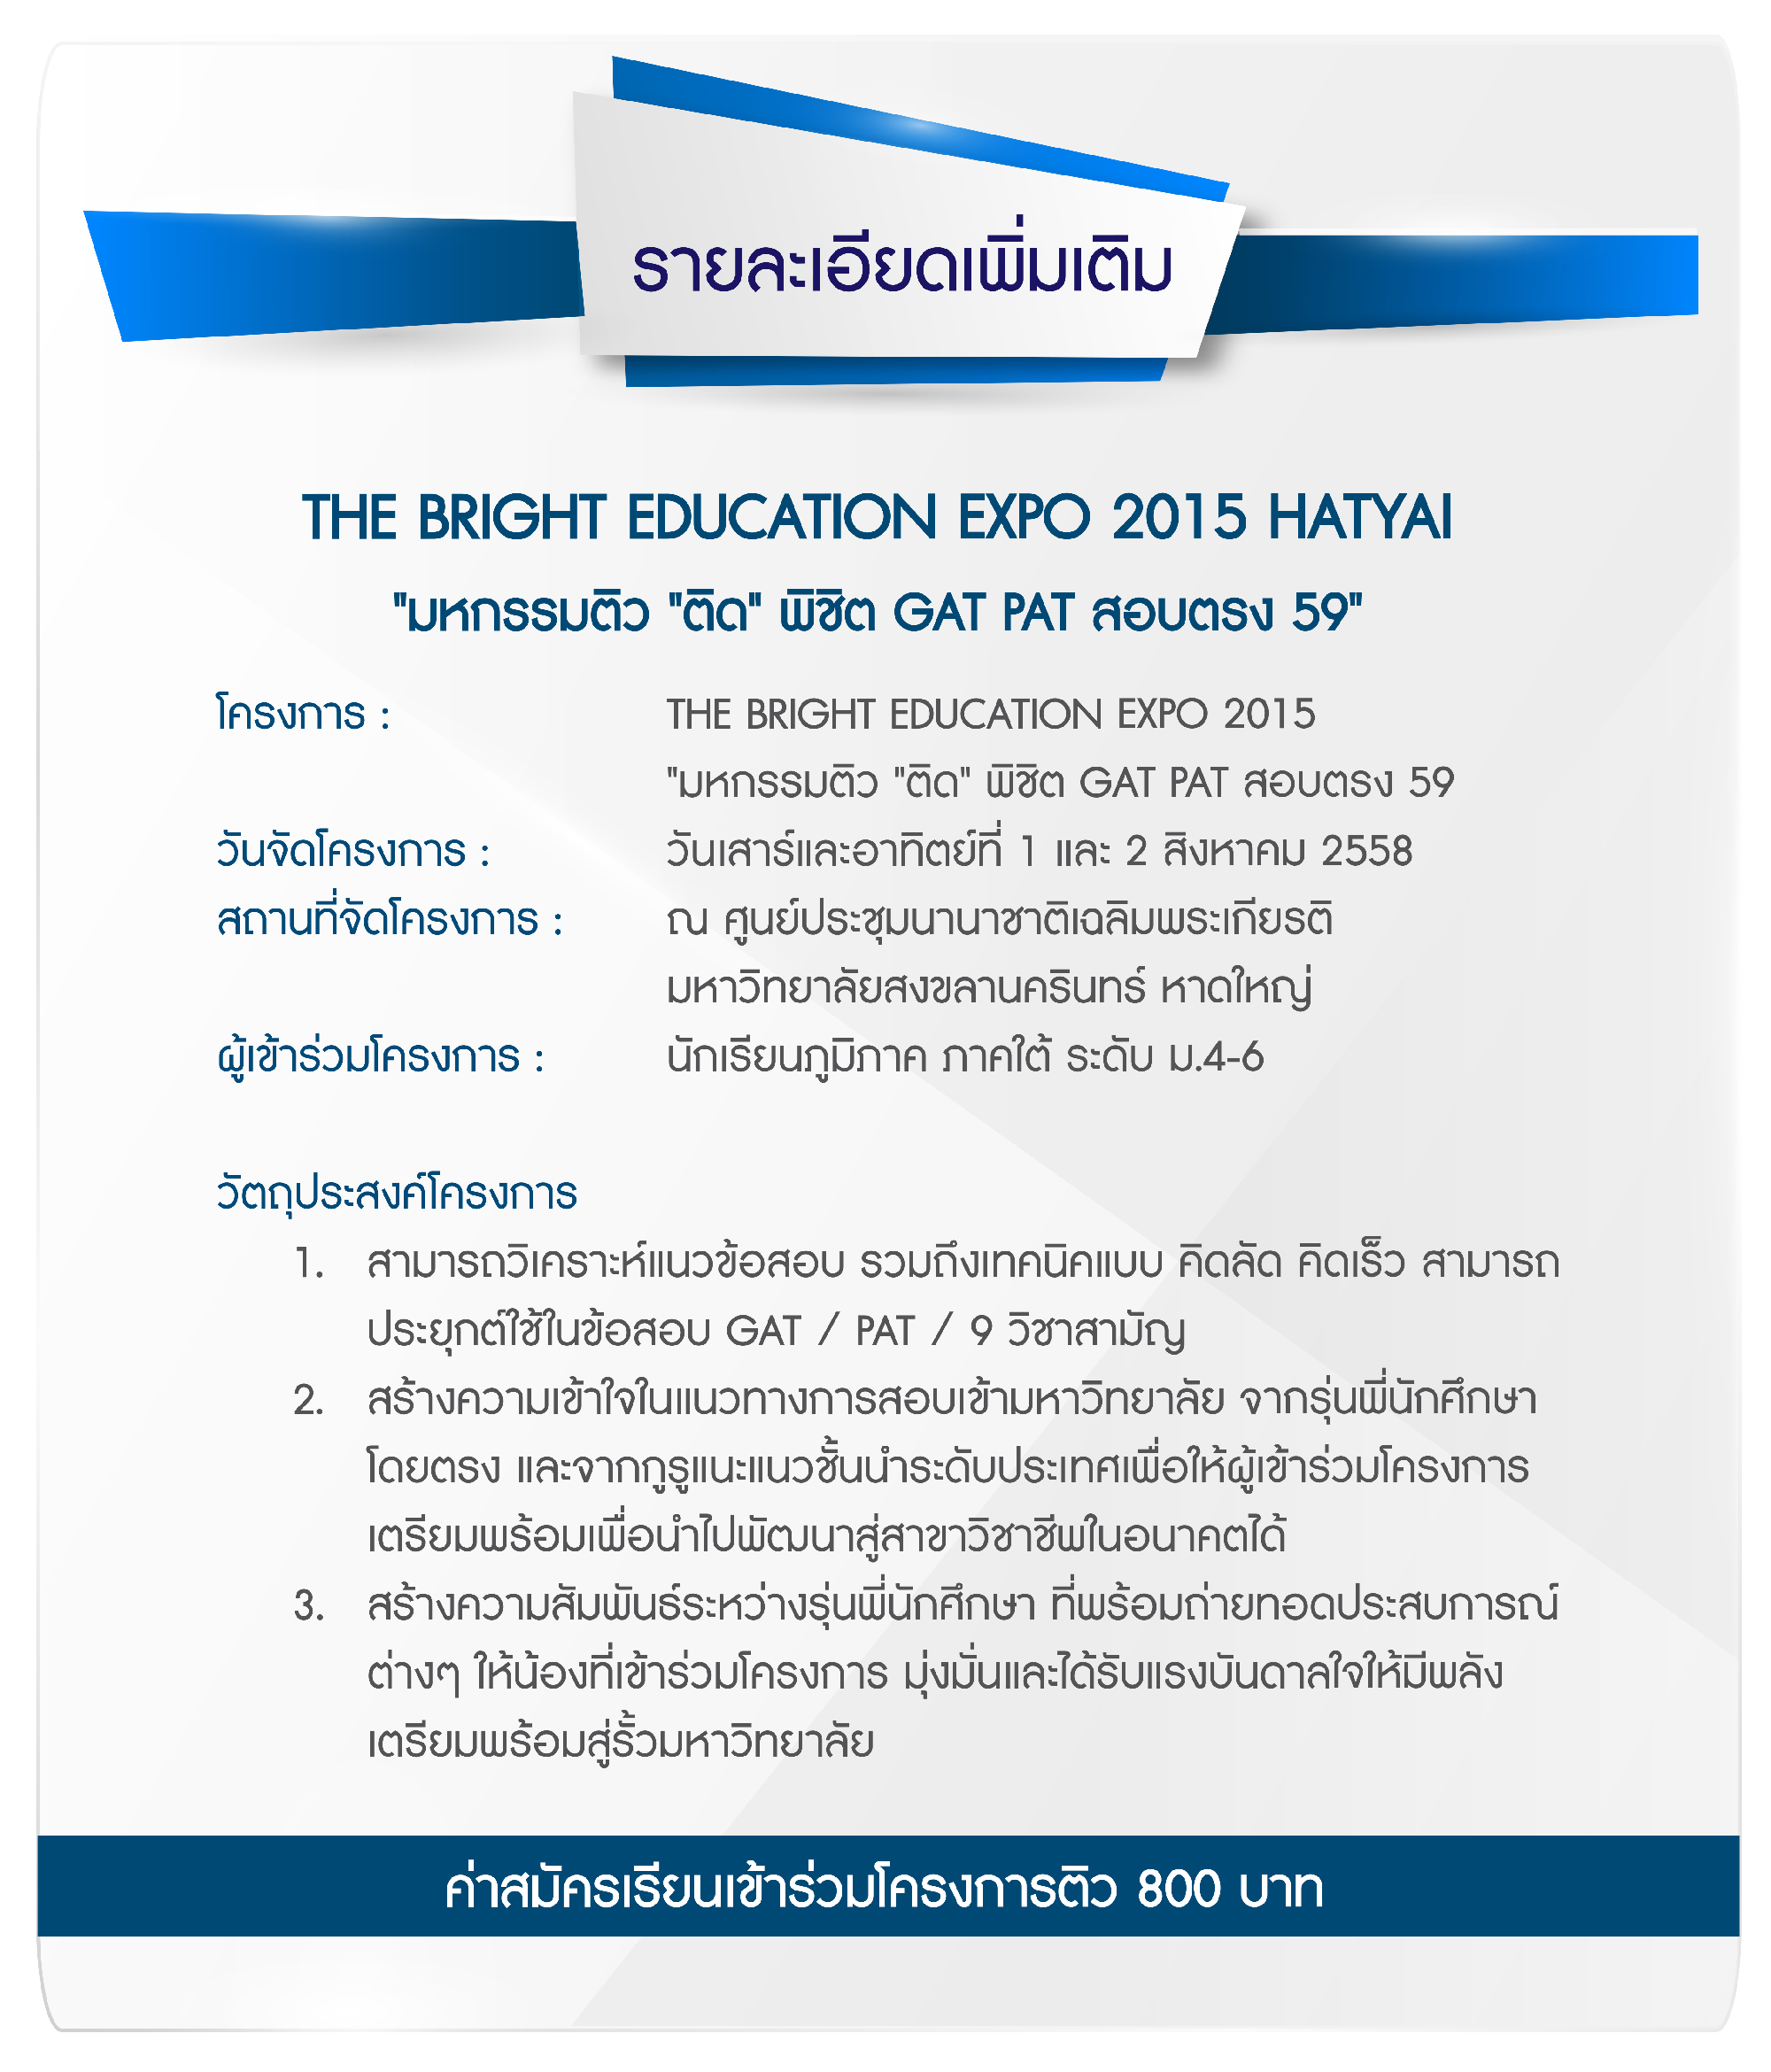 รายละเอียดเพิ่มเติม
THE BRIGHT EDUCATION EXPO 2015 HATYAI
"มหกรรมติว "ติด" พิชิต GAT PAT สอบตรง 59"
โครงการ : THE BRIGHT EDUCATION EXPO 2015
"มหกรรมติว "ติด" พิชิต GAT PAT สอบตรง 59
วันจัดโครงการ : วันเสาร์และอาทิตย์ที่ 1 และ 2 สิงหาคม 2558
สถานที่จัดโครงการ : ณ ศูนย์ประชุมนานาชาติเฉลิมพระเกียรติ
มหาวิทยาลัยสงขลานครินทร์ หาดใหญ่
ผู้เข้าร่วมโครงการ : นักเรียนภูมิภาค ภาคใต้ ระดับ ม.4-6
วัตถุประสงค์โครงการ
1. สามารถวิเคราะห์แนวข้อสอบ รวมถึงเทคนิคแบบ คิดลัด คิดเร็ว สามารถ
ประยุกต์ใช้ในข้อสอบ GAT / PAT / 9 วิชาสามัญ
2. สร้างความเข้าใจในแนวทางการสอบเข้ามหาวิทยาลัย จากรุ่นพี่นักศึกษา
โดยตรง และจากกูรูแนะแนวชั้นนำระดับประเทศเพื่อให้ผู้เข้าร่วมโครงการ
เตรียมพร้อมเพื่อนำไปพัฒนาสู่สาขาวิชาชีพในอนาคตได้
3. สร้างความสัมพันธ์ระหว่างรุ่นพี่นักศึกษา ที่พร้อมถ่ายทอดประสบการณ์
ต่างๆ ให้น้องที่เข้าร่วมโครงการ มุ่งมั่นและได้รับแรงบันดาลใจให้มีพลัง
เตรียมพร้อมสู่รั้วมหาวิทยาลัย
ค่าสมัครเรียนเข้าร่วมโครงการติว 800 บาท